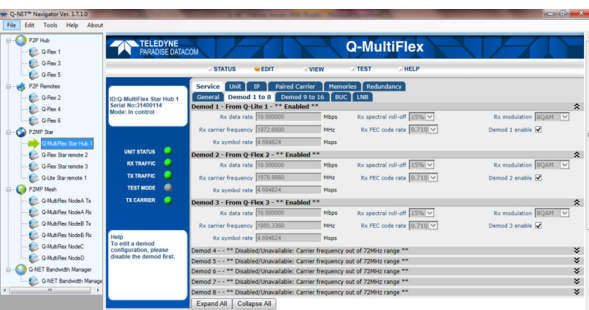 Q-NET™ Navigator Ver. 1.7.1.0
File Edit Tools Help About
P2P Hub
Q-Flex 1
Q-Flex 3
Q-Flex 5
P2P Remotes
Q-Flex 2
Q-Flex 4
Q-Flex 6
P2MP Star
Q-MultiFlex Star Hub 1
Q-Flex Star remote 2
Q-Flex Star remote 3
Q-Lite Star remote 1
P2MP Mesh
Q-MultiFlex NodeA Tx
Q-MultiFlex NodeA Rx
Q-MultiFlex NodeB Tx
Q-MultiFlex NodeB Rx
Q-MultiFlex NodeC
Q-MultiFlex NodeD
Q-NET Bandwidth Manager
Q-NET Bandwidth Manage
TELEDYNE
PARADISE DATACOM
Q-MultiFlex
STATUS EDIT VIEW TEST HELP
ID:Q-MultiFlex Star Hub 1
Serial No:31400114
Mode: In control
UNIT STATUS
RX TRAFFIC
TX TRAFFIC
TEST MODE
TX CARRIER
Help
To edit a demod
configuration, please
disable the demod first.
Service Unit IP Paired Carrier Memories Redundancy
General Demod 1 to 8 Demod 9 to 16 BUC LNB
Demod 1 - From Q-Lite 1 - ** Enabled **
Rx data rate 10.000000 Mbps Rx spectral roll-off 15% Rx modulation 8QAM
Rx carrier frequency 1972.6600 MHz Rx FEC code rate 0.710 Demod 1 enable
Rx symbol rate 4.694824 Msps
Demod 2 - From Q-Flex 2 - ** Enabled **
Rx data rate 10.000000 Mbps Rx spectral roll-off 15% Rx modulation 8QAM
Rx carrier frequency 1978.9980 MHz Rx FEC code rate 0.710 Demod 2 enable
Rx symbol rate 4.694824 Msps
Demod 3 - From Q-Flex 3 - ** Enabled **
Rx data rate 10.000000 Mbps Rx spectral roll-off 15% Rx modulation 8QAM
Rx carrier frequency 1985.3360 MHz Rx FEC code rate 0.710 Demod 3 enable
Rx symbol rate 4.694824 Msps
Demod 4 - - ** Disabled/Unavailable: Carrier frequency out of 72MHz range **
Demod 5 - - ** Disabled/Unavailable: Carrier frequency out of 72MHz range **
Demod 6 - - ** Disabled/Unavailable: Carrier frequency out of 72MHz range **
Demod 7 - - ** Disabled/Unavailable: Carrier frequency out of 72MHz range **
Demod 8 - - ** Disabled/Unavailable: Carrier frequency out of 72MHz range **
Expand All Collapse All